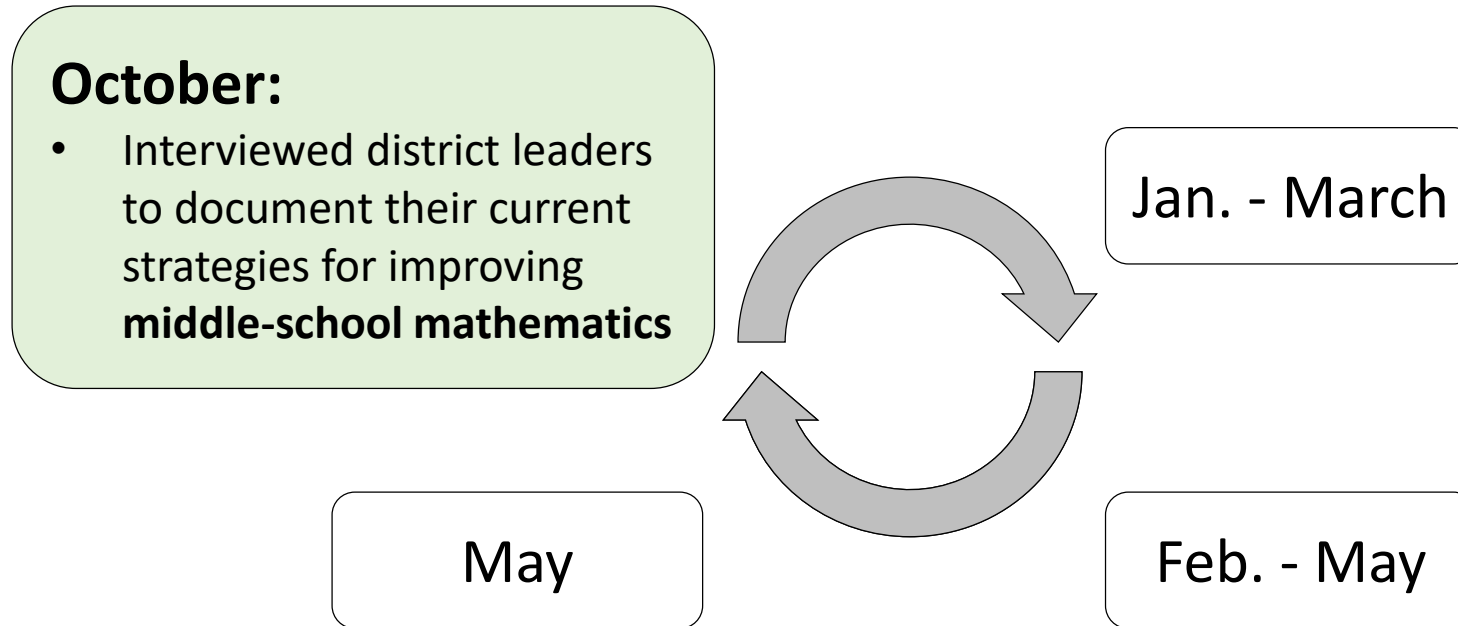 October:
• Interviewed district leaders
to document their current
strategies for improving
middle-school mathematics
Jan. - March
Feb. - May
May